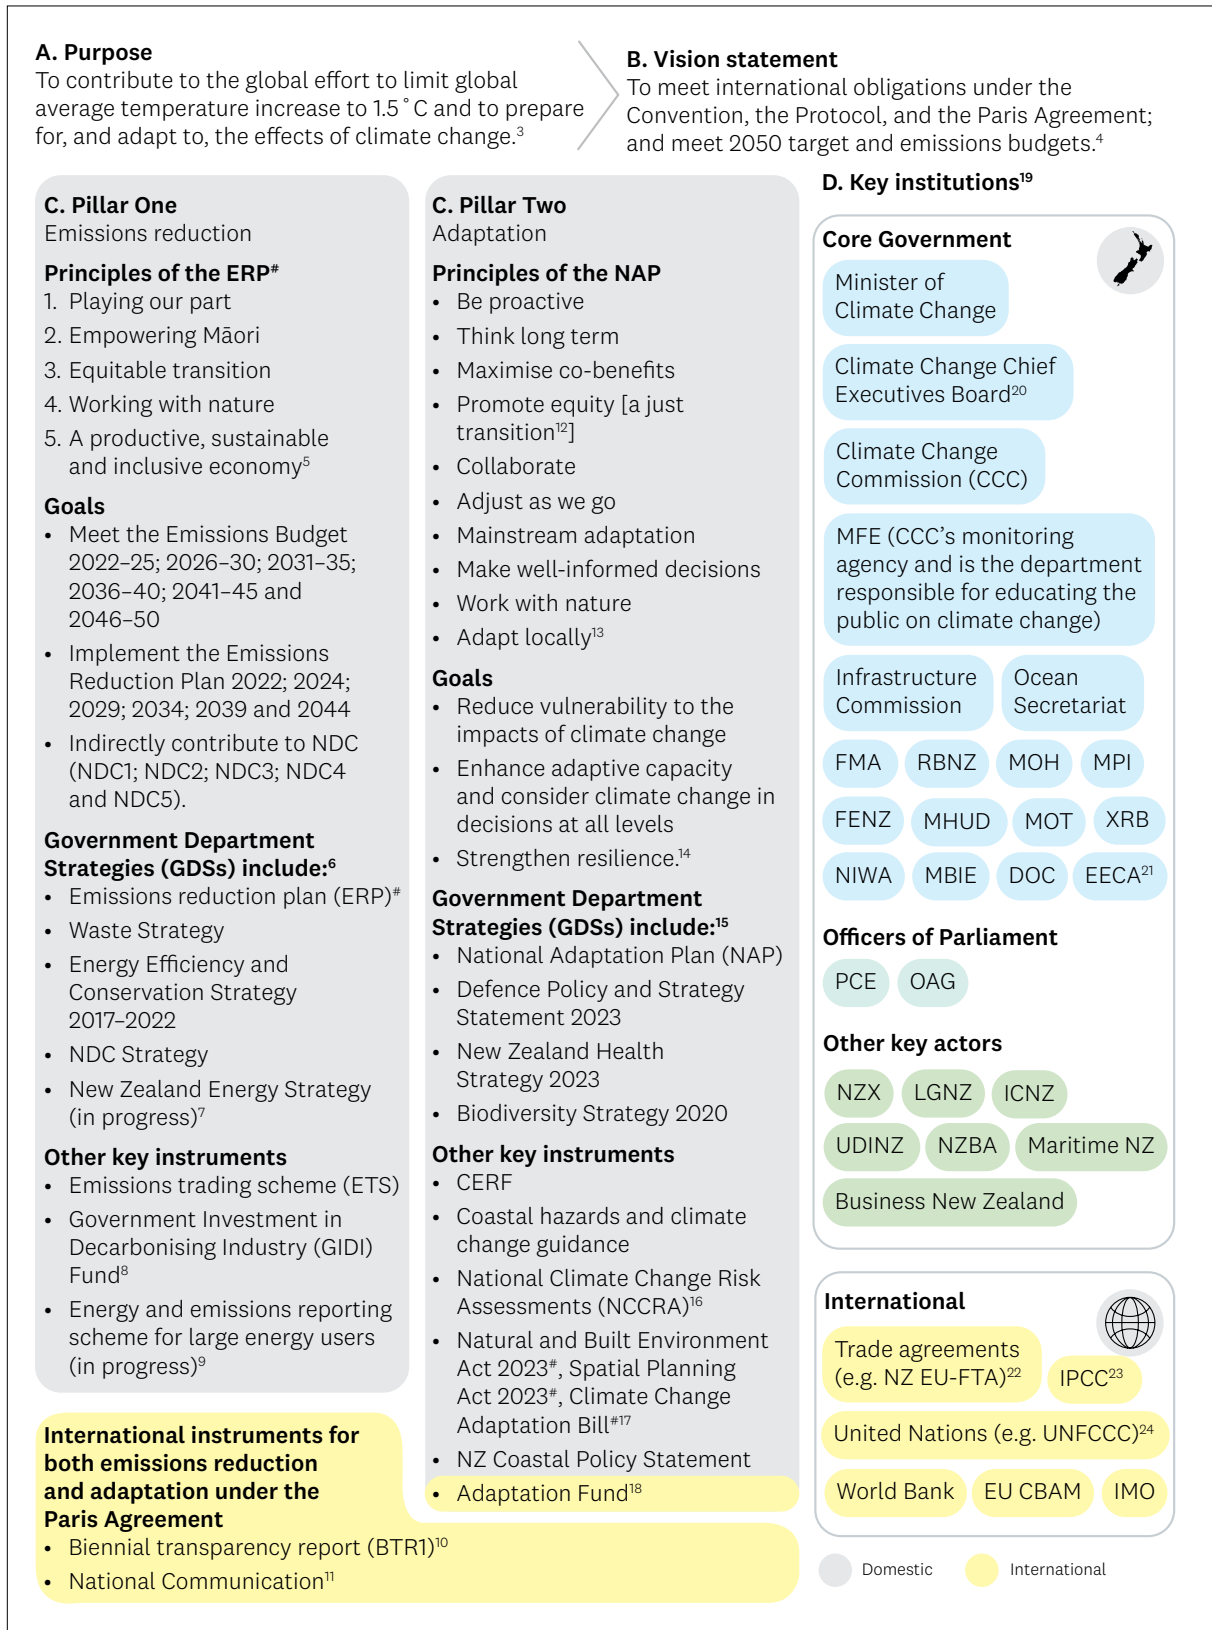 A. Purpose
To contribute to the global effort to limit global
average temperature increase to 1.5˚C and to prepare
for, and adapt to, the effects of climate change.³
B. Vision statement
To meet international obligations under the
Convention, the Protocol, and the Paris Agreement;
and meet 2050 target and emissions budgets.⁴
C. Pillar One
Emissions reduction
Principles of the ERP#
1. Playing our part
2. Empowering Māori
3. Equitable transition
4. Working with nature
5. A productive, sustainable
and inclusive economy⁵
Goals
• Meet the Emissions Budget
2022–25; 2026–30; 2031–35;
2036–40; 2041–45 and
2046–50
• Implement the Emissions
Reduction Plan 2022; 2024;
2029; 2034; 2039 and 2044
• Indirectly contribute to NDC
(NDC1; NDC2; NDC3; NDC4
and NDC5).
Government Department
Strategies (GDSs) include:⁶
• Emissions reduction plan (ERP)#
• Waste Strategy
• Energy Efficiency and
Conservation Strategy
2017–2022
• NDC Strategy
• New Zealand Energy Strategy
(in progress)⁷
Other key instruments
• Emissions trading scheme (ETS)
• Government Investment in
Decarbonising Industry (GIDI)
Fund⁸
• Energy and emissions reporting
scheme for large energy users
(in progress)⁹
International instruments for
both emissions reduction
and adaptation under the
Paris Agreement
• Biennial transparency report (BTR1)¹⁰
• National Communication¹¹
C. Pillar Two
Adaptation
Principles of the NAP
• Be proactive
• Think long term
• Maximise co-benefits
• Promote equity [a just
transition¹²]
• Collaborate
• Adjust as we go
• Mainstream adaptation
• Make well-informed decisions
• Work with nature
• Adapt locally¹³
Goals
• Reduce vulnerability to the
impacts of climate change
• Enhance adaptive capacity
and consider climate change in
decisions at all levels
• Strengthen resilience.¹⁴
Government Department
Strategies (GDSs) include:¹⁵
• National Adaptation Plan (NAP)
• Defence Policy and Strategy
Statement 2023
• New Zealand Health
Strategy 2023
• Biodiversity Strategy 2020
Other key instruments
• CERF
• Coastal hazards and climate
change guidance
• National Climate Change Risk
Assessments (NCCRA)¹⁶
• Natural and Built Environment
Act 2023#, Spatial Planning
Act 2023#, Climate Change
Adaptation Bill#¹⁷
• NZ Coastal Policy Statement
• Adaptation Fund¹⁸
D. Key institutions¹⁹
Core Government
Minister of
Climate Change
Climate Change Chief
Executives Board²⁰
Climate Change
Commission (CCC)
MFE (CCC's monitoring
agency and is the department
responsible for educating the
public on climate change)
Infrastructure
Commission
Ocean
Secretariat
FMA RBNZ MOH MPI
FENZ MHUD MOT XRB
NIWA MBIE DOC EECA²¹
Officers of Parliament
PCE OAG
Other key actors
NZX LGNZ ICNZ
UDINZ NZBA Maritime NZ
Business New Zealand
International
Trade agreements
(e.g. NZ EU-FTA)²²
IPCC²³
United Nations (e.g. UNFCCC)²⁴
World Bank EU CBAM IMO
Domestic International